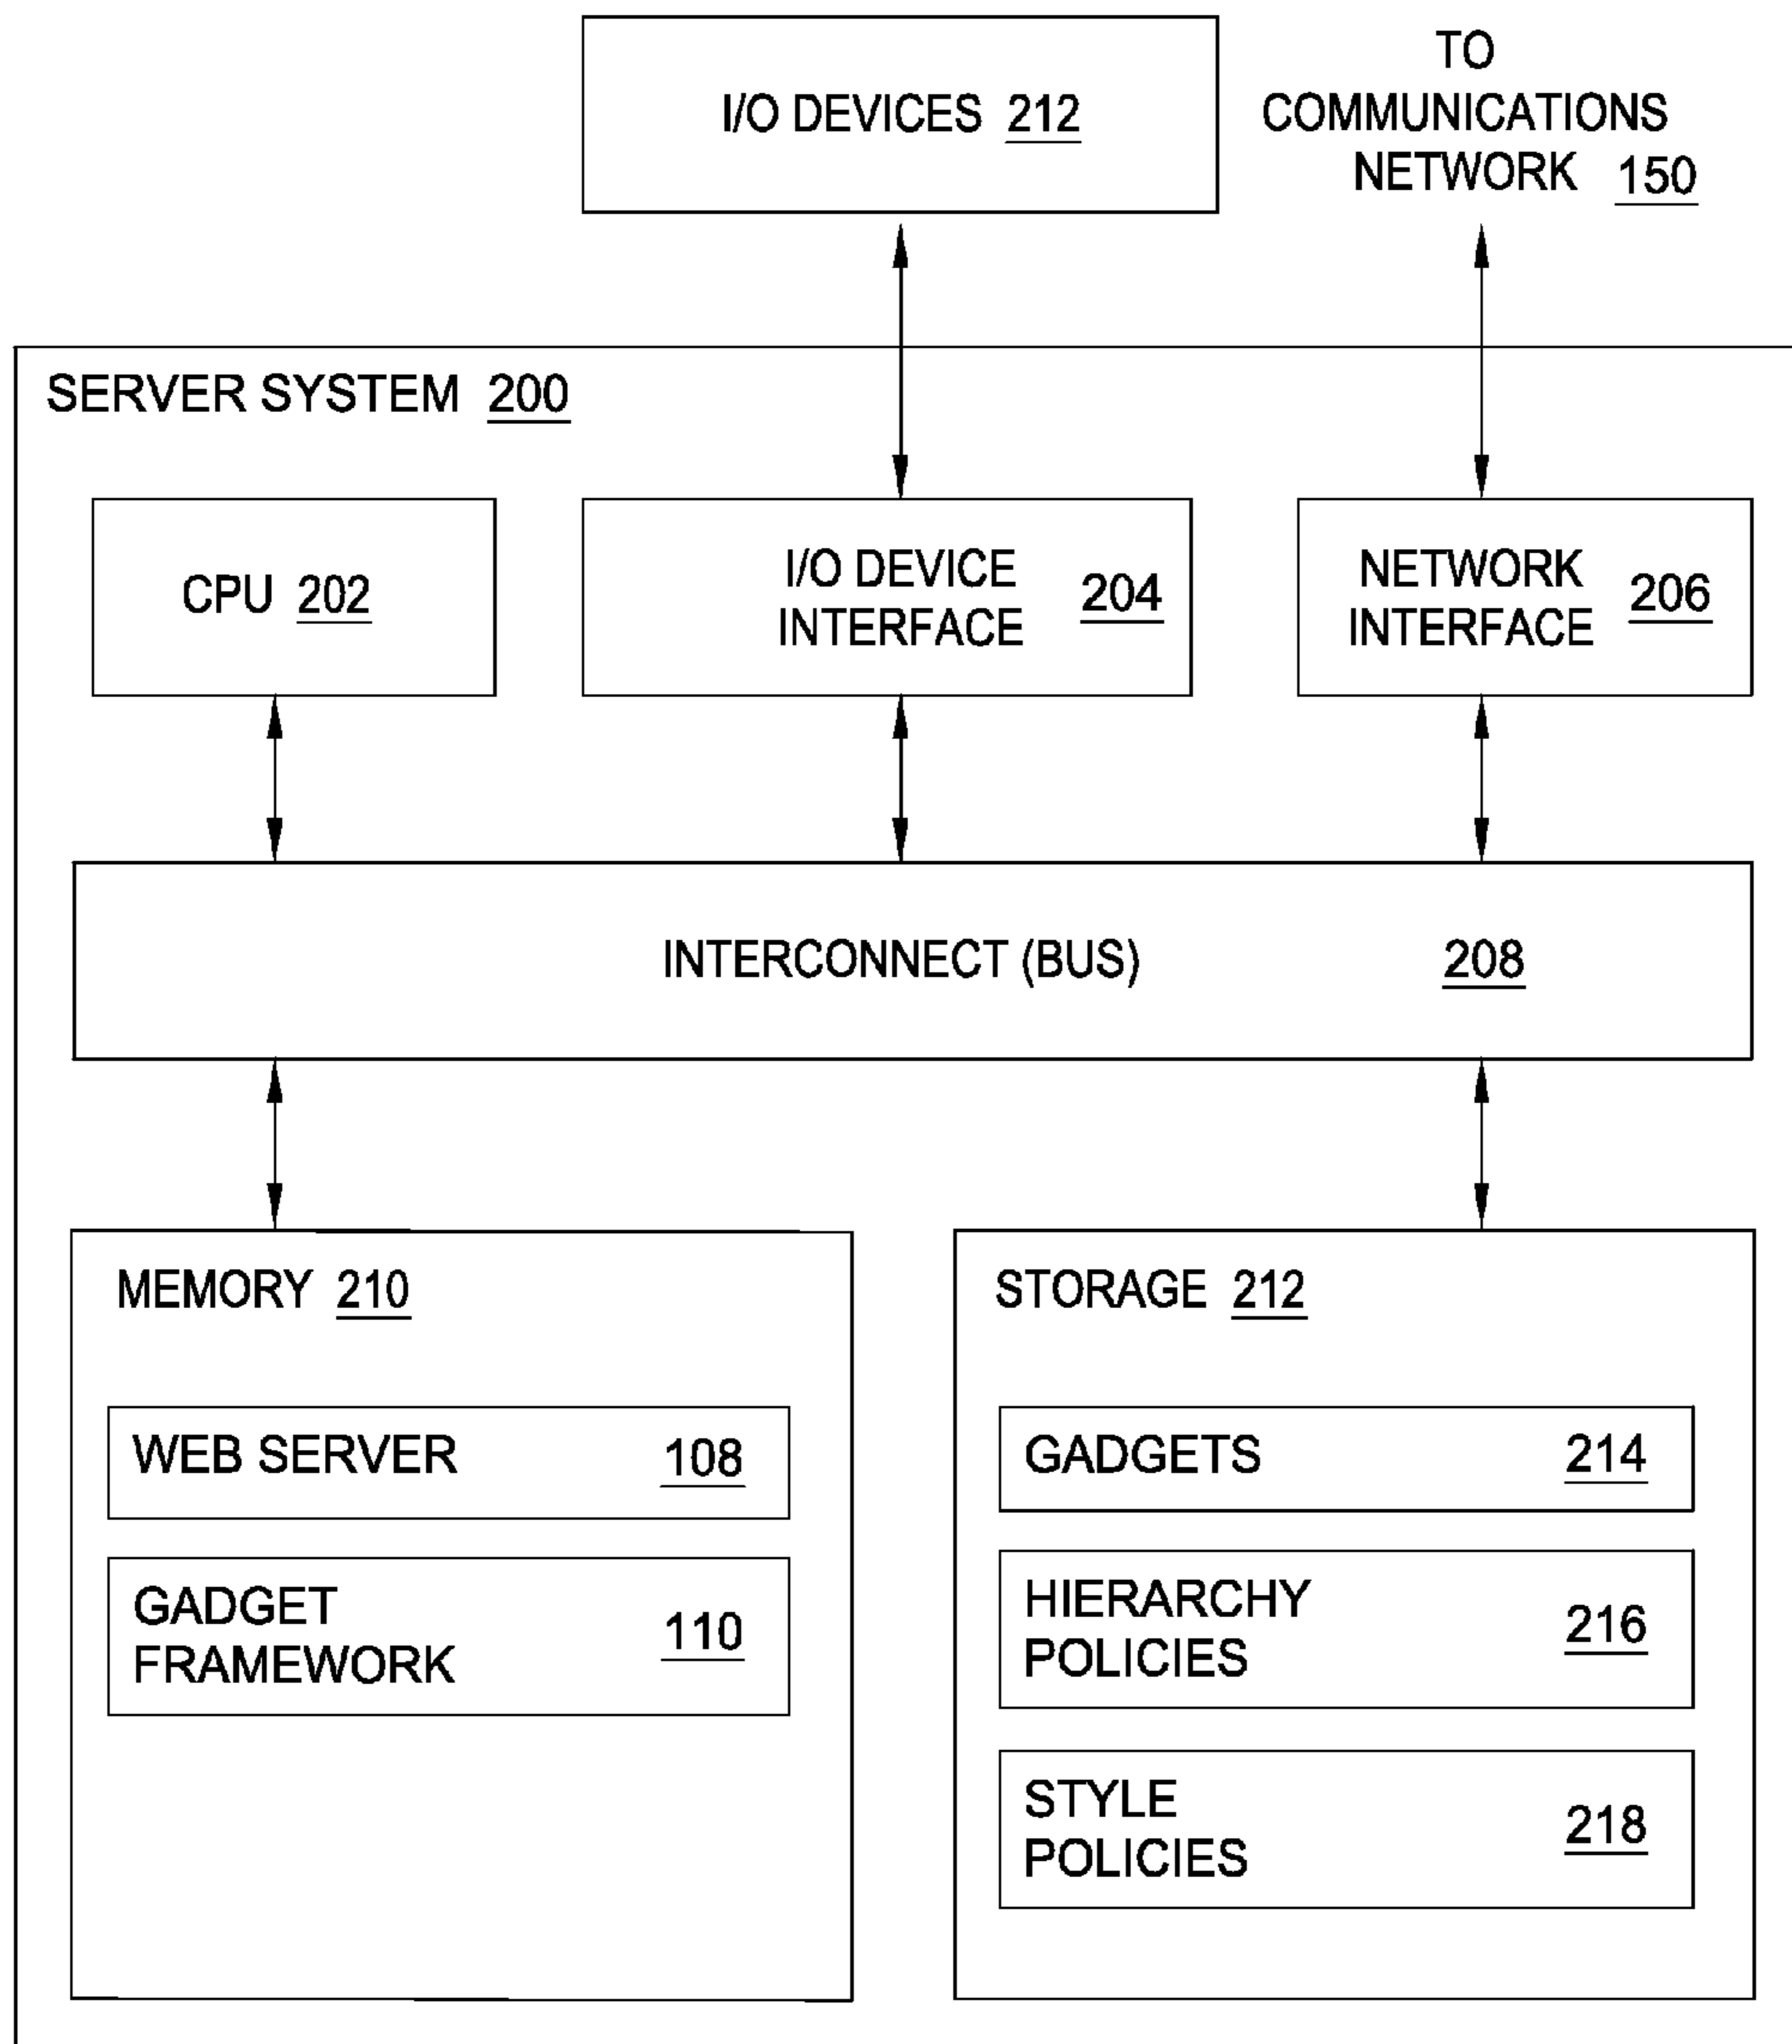 I/O DEVICES 212
TO
COMMUNICATIONS
NETWORK 150
SERVER SYSTEM 200
CPU 202
I/O DEVICE
INTERFACE 204
NETWORK
INTERFACE 206
INTERCONNECT (BUS) 208
MEMORY 210
WEB SERVER 108
GADGET
FRAMEWORK 110
STORAGE 212
GADGETS 214
HIERARCHY
POLICIES 216
STYLE
POLICIES 218